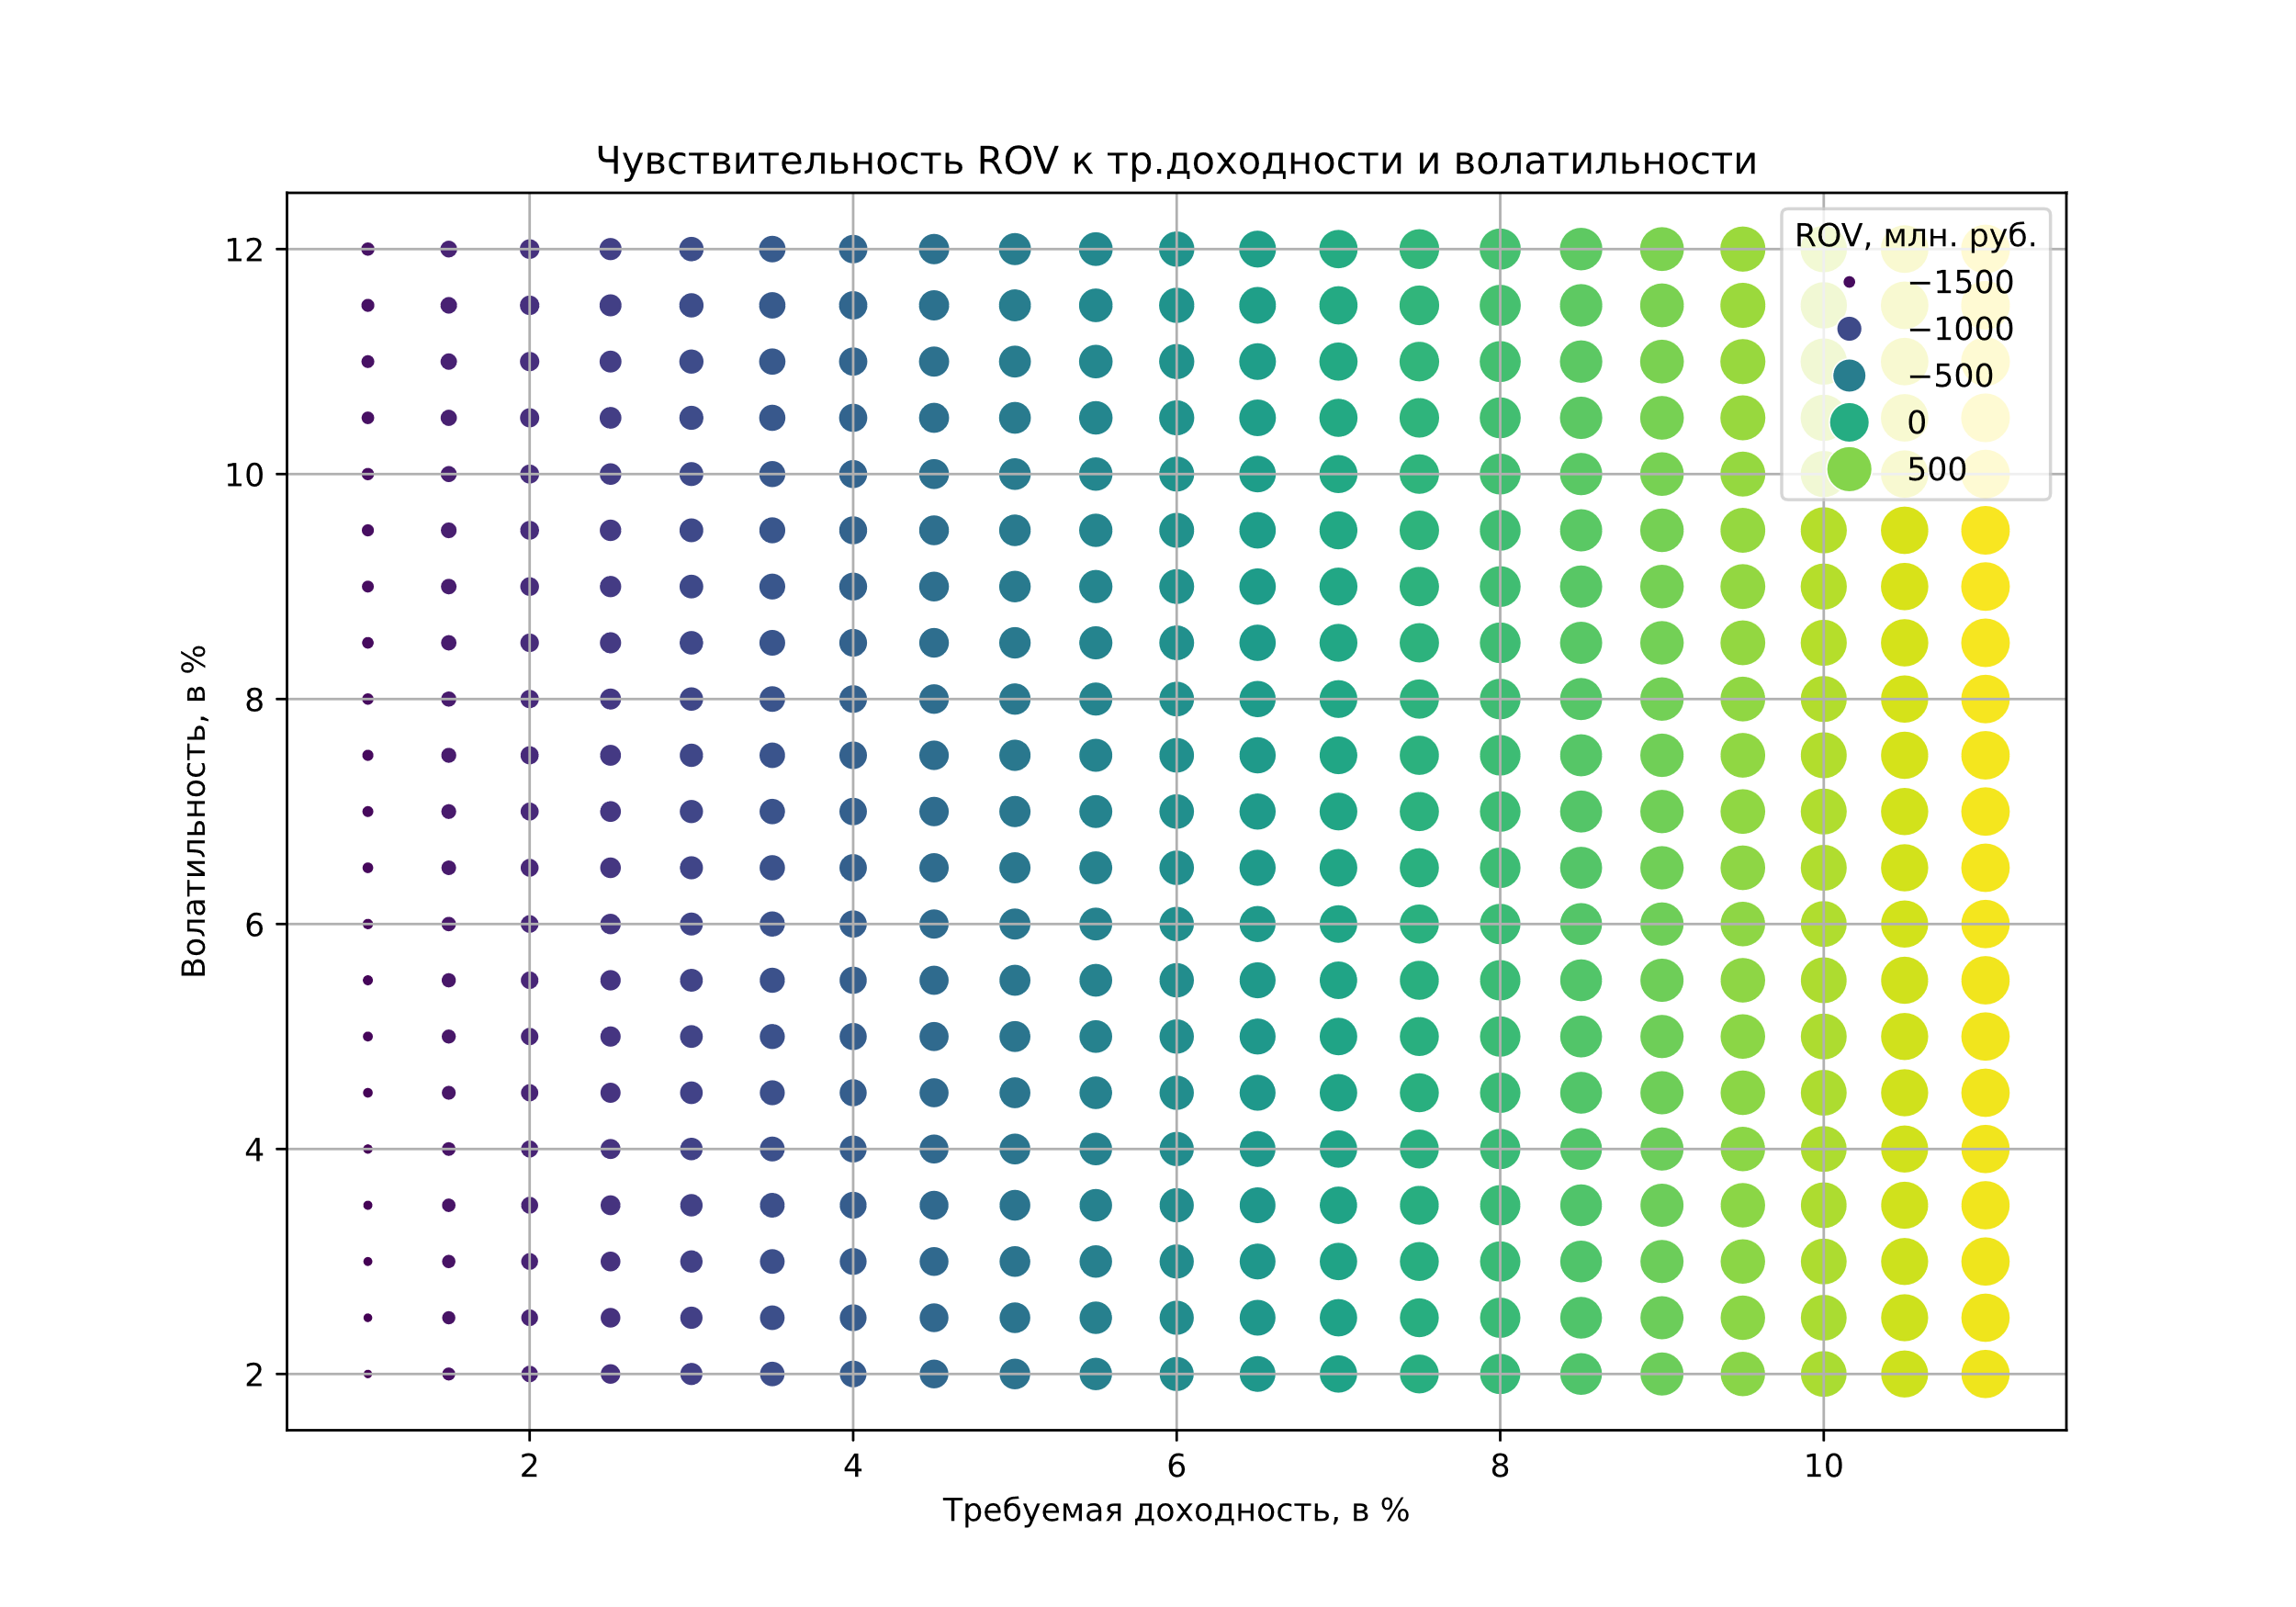 Чувствительность ROV к тр.доходности и волатильности
ROV, млн. руб.
−1500
−1000
−500
0
500
12
10
8
6
4
2
Волатильность, в %
2 4 6 8 10
Требуемая доходность, в %